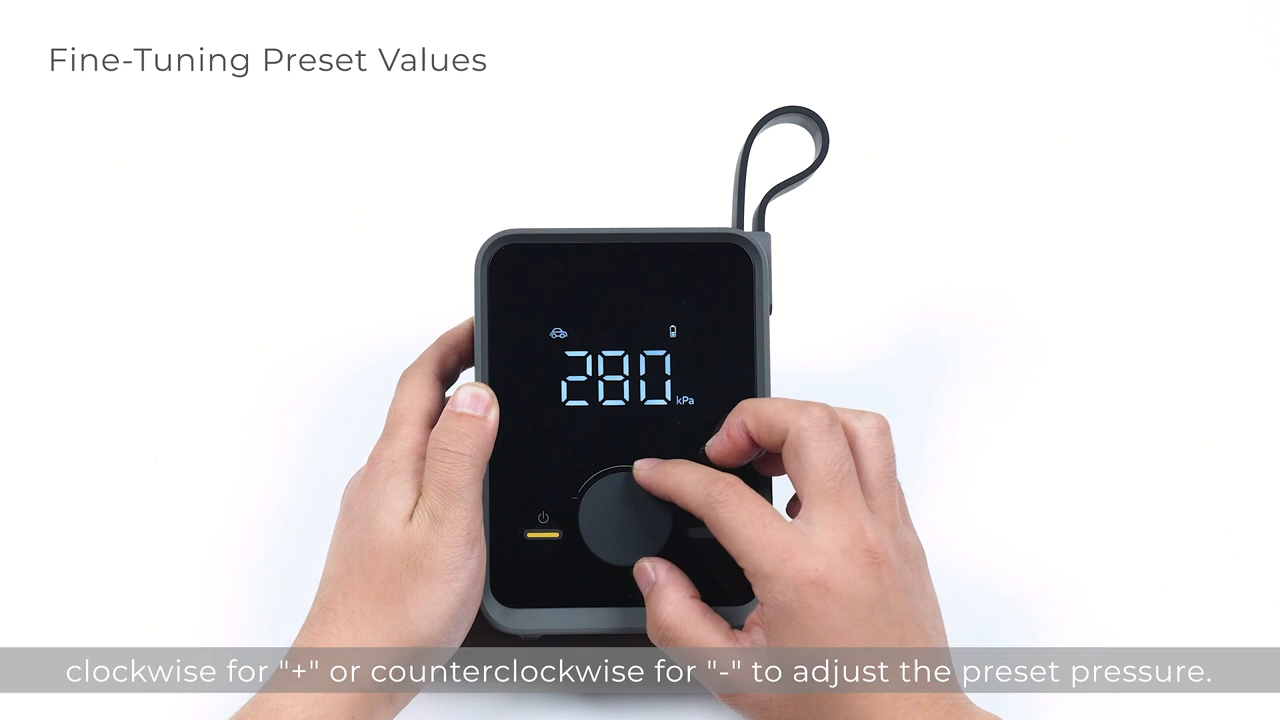 Fine-Tuning Preset Values
280
kPa
-
clockwise for "+" or counterclockwise for "-" to adjust the preset pressure.